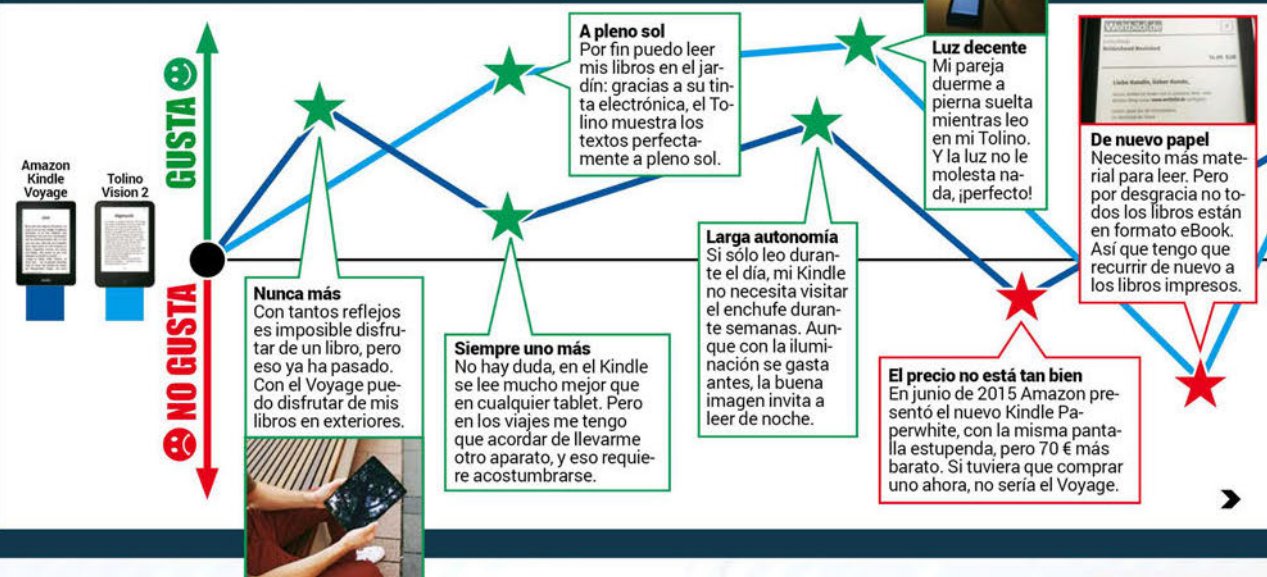 GUSTA
NO GUSTA
Amazon
Kindle
Voyage
Tolino
Vision 2
Nunca más
Con tantos reflejos
es imposible disfru-
tar de un libro, pero
eso ya ha pasado.
Con el Voyage pue-
do disfrutar de mis
libros en exteriores.
A pleno sol
Por fin puedo leer
mis libros en el jar-
dín: gracias a su tin-
ta electrónica, el To-
lino muestra los
textos perfecta-
mente a pleno sol.
Siempre uno más
No hay duda, en el Kindle
se lee mucho mejor que
en cualquier tablet. Pero
en los viajes me tengo
que acordar de llevarme
otro aparato, y eso requie-
re acostumbrarse.
Larga autonomía
Si sólo leo duran-
te el día, mi Kindle
no necesita visitar
el enchufe duran-
te semanas. Aun-
que con la ilumi-
nación se gasta
antes, la buena
imagen invita a
leer de noche.
Luz decente
Mi pareja
duerme a
pierna suelta
mientras leo
en mi Tolino.
Y la luz no le
molesta na-
da, ¡perfecto!
El precio no está tan bien
En junio de 2015 Amazon pre-
sentó el nuevo Kindle Pa-
perwhite, con la misma panta-
lla estupenda, pero 70 € más
barato. Si tuviera que comprar
uno ahora, no sería el Voyage.
Liebe Kundin, lieber Kunde,
De nuevo papel
Necesito más mate-
rial para leer. Pero
por desgracia no to-
dos los libros están
en formato eBook.
Así que tengo que
recurrir de nuevo a
los libros impresos.